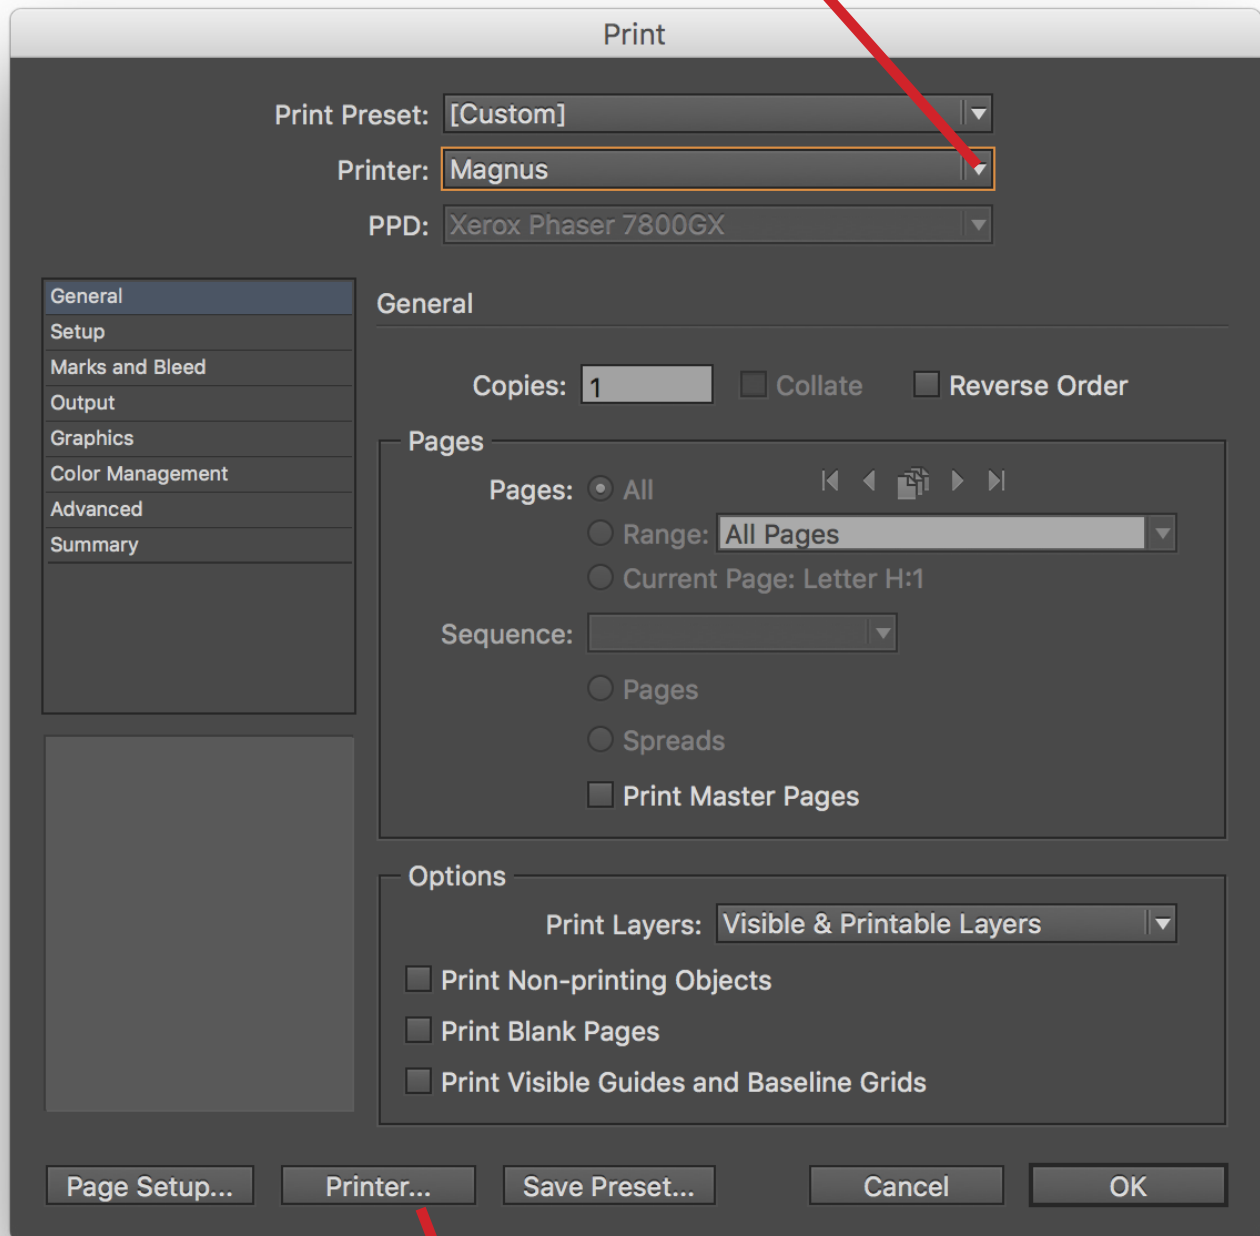 Print
Print Preset: [Custom]
Printer: Magnus
PPD: Xerox Phaser 7800GX
General
Setup
Marks and Bleed
Output
Graphics
Color Management
Advanced
Summary
General
Copies: 1 Collate Reverse Order
Pages
Pages: All
Range: All Pages
Current Page: Letter H:1
Sequence:
Pages
Spreads
Print Master Pages
Options
Print Layers: Visible & Printable Layers
Print Non-printing Objects
Print Blank Pages
Print Visible Guides and Baseline Grids
Page Setup... Printer... Save Preset... Cancel OK